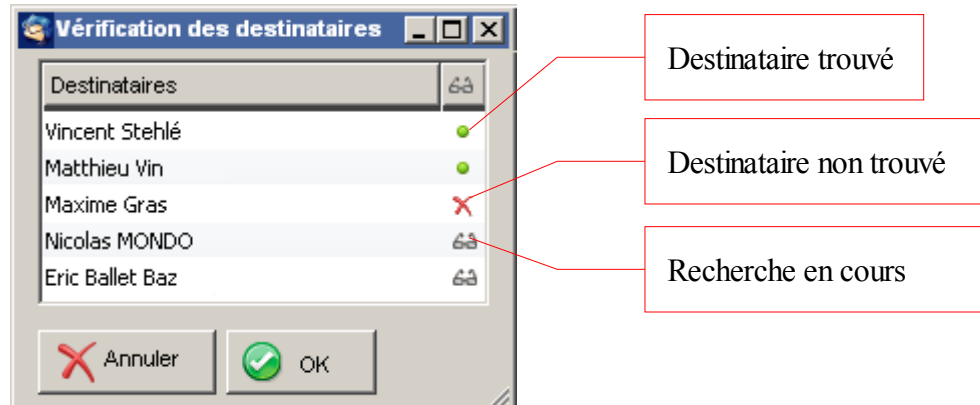 Vérification des destinataires
Destinataires
Vincent Stehlé
Matthieu Vin
Maxime Gras
Nicolas MONDO
Eric Ballet Baz
Annuler
OK
Destinataire trouvé
Destinataire non trouvé
Recherche en cours